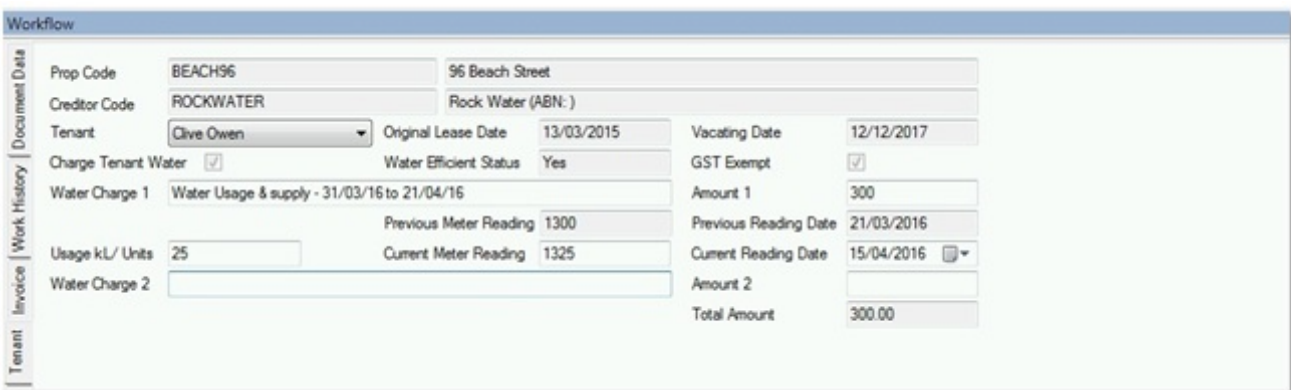 Workflow
Document Data
Work History
Invoice
Tenant
Prop Code BEACH96 96 Beach Street
Creditor Code ROCKWATER Rock Water (ABN: )
Tenant Clive Owen Original Lease Date 13/03/2015 Vacating Date 12/12/2017
Charge Tenant Water Water Efficient Status Yes GST Exempt
Water Charge 1 Water Usage & supply - 31/03/16 to 21/04/16 Amount 1 300
Previous Meter Reading 1300 Previous Reading Date 21/03/2016
Usage kL/ Units 25 Current Meter Reading 1325 Current Reading Date 15/04/2016
Water Charge 2 Amount 2
Total Amount 300.00